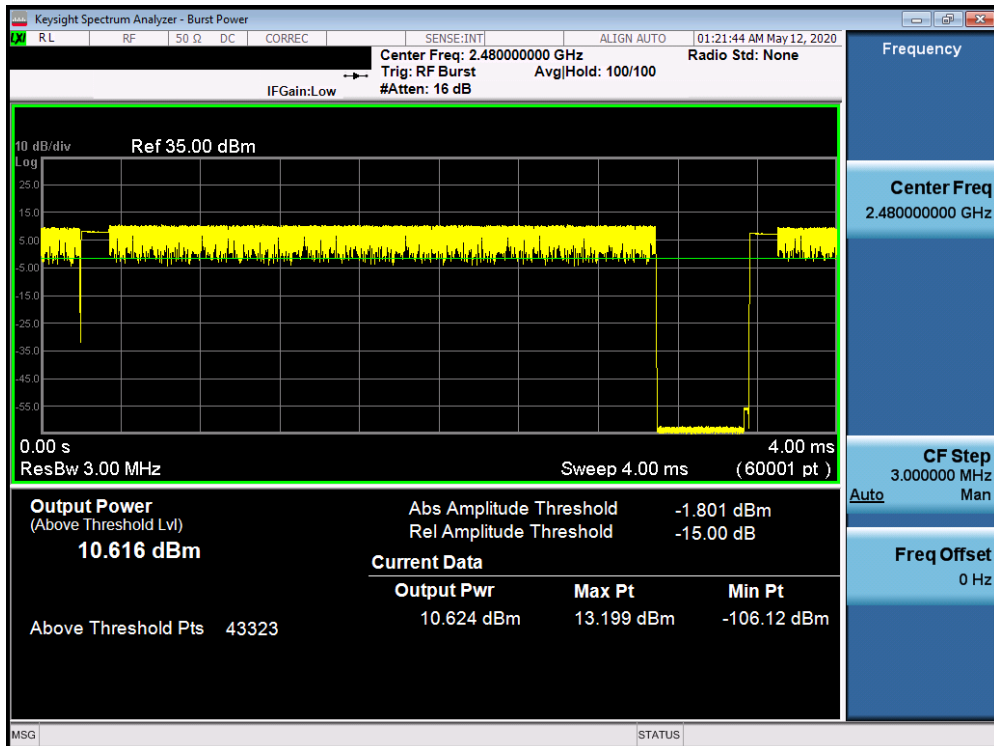 Keysight Spectrum Analyzer - Burst Power
LXI RL RF 50 Ω DC CORREC SENSE:INT ALIGN AUTO 01:21:44 AM May 12, 2020
Center Freq: 2.480000000 GHz Radio Std: None
Trig: RF Burst Avg|Hold: 100/100
IFGain:Low #Atten: 16 dB
Frequency
10 dB/div Ref 35.00 dBm
Log
25.0
15.0
5.00
-5.00
-15.0
-25.0
-35.0
-45.0
-55.0
0.00 s 4.00 ms
ResBw 3.00 MHz Sweep 4.00 ms (60001 pt)
Center Freq
2.480000000 GHz
CF Step
3.000000 MHz
Auto Man
Freq Offset
0 Hz
Output Power
(Above Threshold Lvl)
10.616 dBm
Above Threshold Pts 43323
Abs Amplitude Threshold -1.801 dBm
Rel Amplitude Threshold -15.00 dB
Current Data
Output Pwr Max Pt Min Pt
10.624 dBm 13.199 dBm -106.12 dBm
MSG STATUS